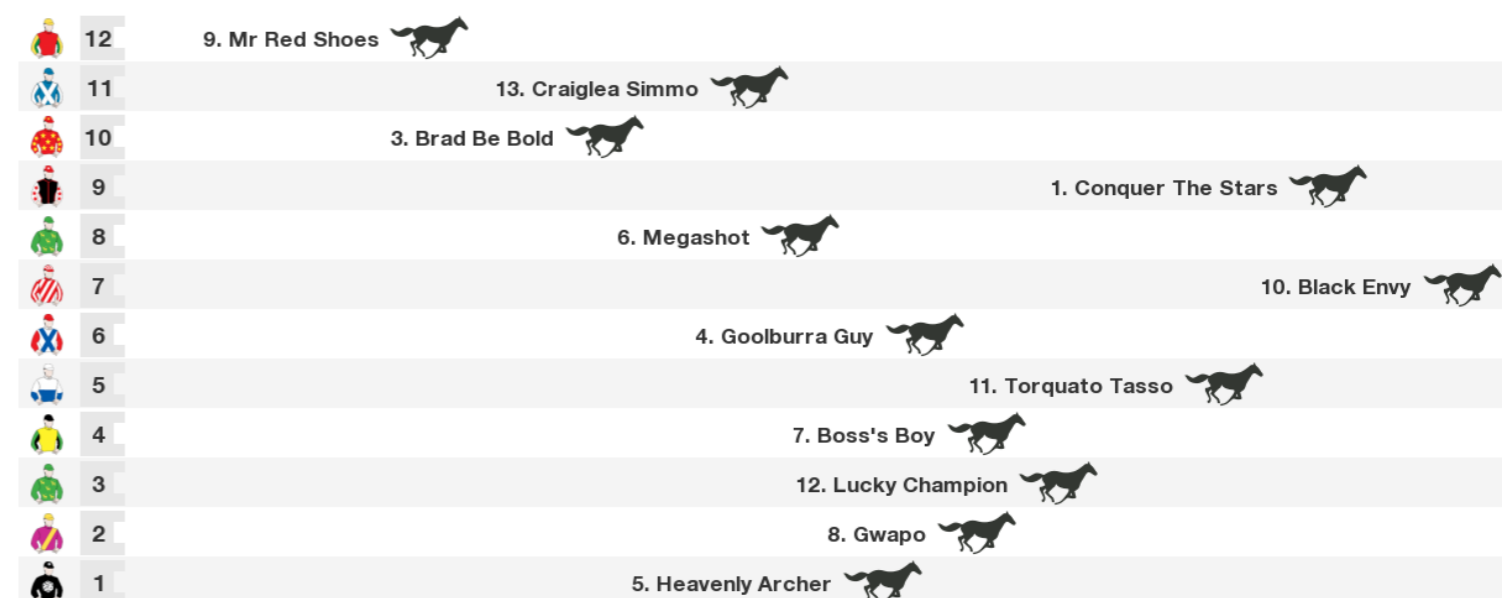 12 9. Mr Red Shoes
11 13. Craiglea Simmo
10 3. Brad Be Bold
9 1. Conquer The Stars
8 6. Megashot
7 10. Black Envy
6 4. Goolburra Guy
5 11. Torquato Tasso
4 7. Boss's Boy
3 12. Lucky Champion
2 8. Gwapo
1 5. Heavenly Archer